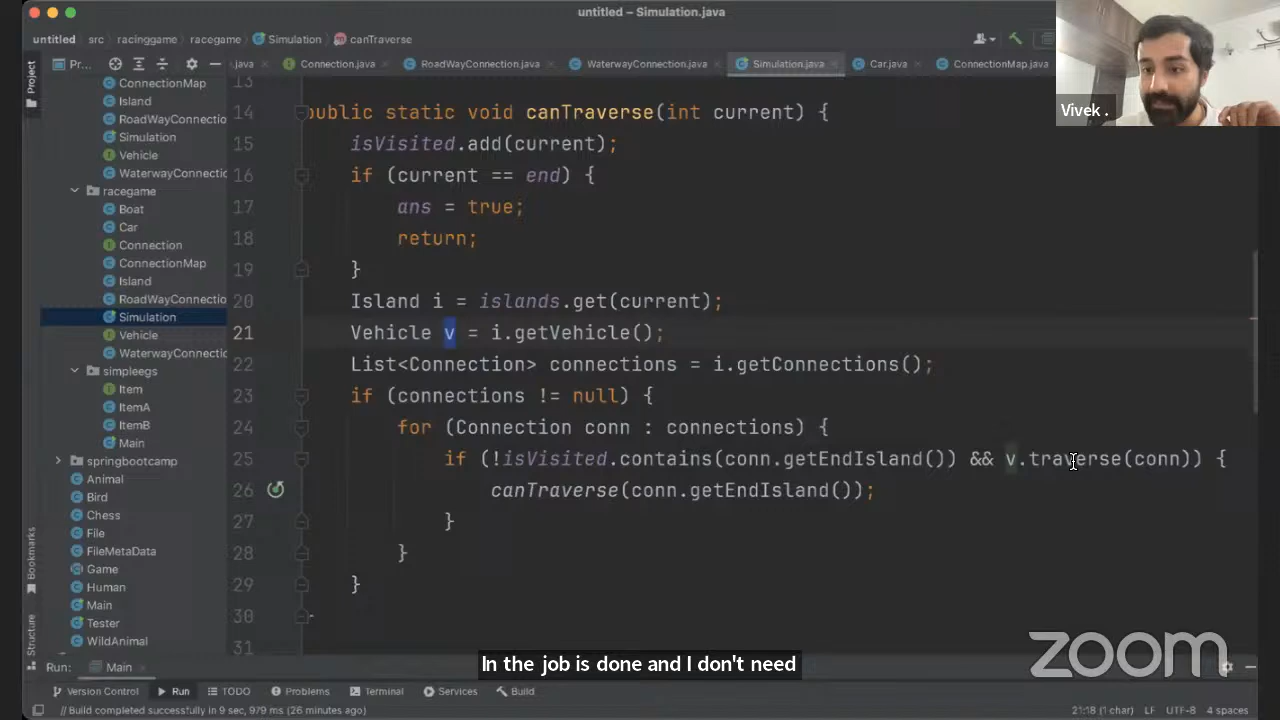 untitled – Simulation.java
untitled src racinggame racegame Simulation canTraverse
Pr... .java Connection.java RoadWayConnection.java WaterwayConnection.java Simulation.java Car.java ConnectionMap.java
Project
ConnectionMap
Island
RoadWayConnectio
Simulation
Vehicle
WaterwayConnectic
racegame
Boat
Car
Connection
ConnectionMap
Island
RoadWayConnectio
Simulation
Vehicle
WaterwayConnectic
simpleegs
Item
ItemA
ItemB
Main
springbootcamp
Animal
Bird
Chess
File
FileMetaData
Game
Human
Main
Tester
WildAnimal
Bookmarks
Structure
13
14 public static void canTraverse(int current) {
15 isVisited.add(current);
16 if (current == end) {
17 ans = true;
18 return;
19 }
20 Island i = islands.get(current);
21 Vehicle v = i.getVehicle();
22 List<Connection> connections = i.getConnections();
23 if (connections != null) {
24 for (Connection conn : connections) {
25 if (!isVisited.contains(conn.getEndIsland()) && v.traverse(conn)) {
26 canTraverse(conn.getEndIsland());
27 }
28 }
29 }
30 }
31
Vivek .
In the job is done and I don't need
zoom
Run: Main
Version Control Run TODO Problems Terminal Services Build
// Build completed successfully in 9 sec, 979 ms (26 minutes ago) 21:18 (1 char) LF UTF-8 4 spaces